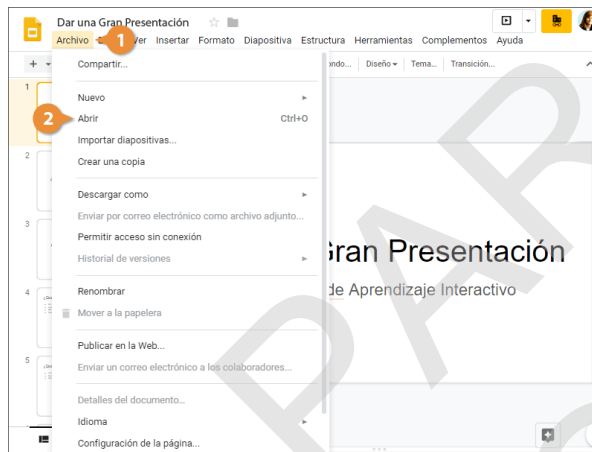 Dar una Gran Presentación
Archivo Ver Insertar Formato Diapositiva Estructura Herramientas Complementos Ayuda
1
Diseño Tema... Transición...
Compartir...
1
Nuevo
2 Abrir Ctrl+O
Importar diapositivas...
2
Crear una copia
Descargar como
Enviar por correo electrónico como archivo adjunto...
3
Permitir acceso sin conexión
Historial de versiones
Gran Presentación
de Aprendizaje Interactivo
4
Renombrar
Mover a la papelera
Publicar en la Web...
5
Enviar un correo electrónico a los colaboradores...
Detalles del documento...
Idioma
Configuración de la página...